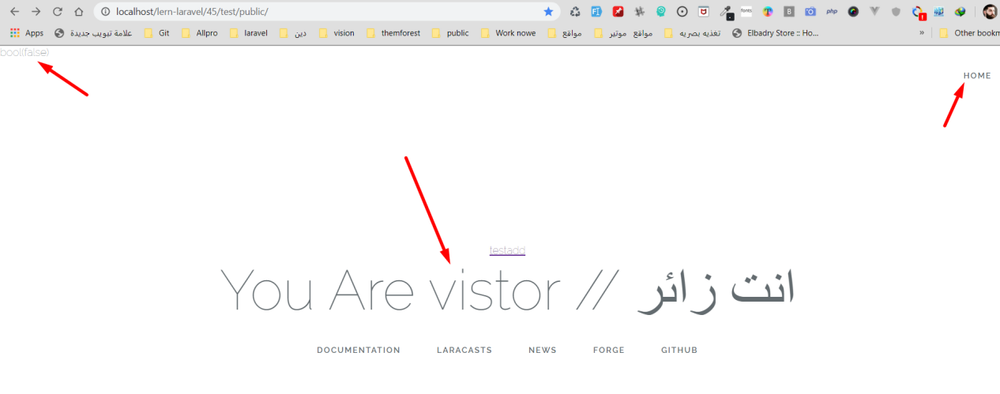 localhost/lern-laravel/45/test/public/
Apps علامة تبويب جديدة Git Allpro laravel دين vision themforest public Work nowe مواقع مواقع موتير تغذيه بصريه Elbadry Store :: Ho... » Other bookm
bool(false)
HOME
testadd
You Are vistor // انت زائر
DOCUMENTATION LARACASTS NEWS FORGE GITHUB